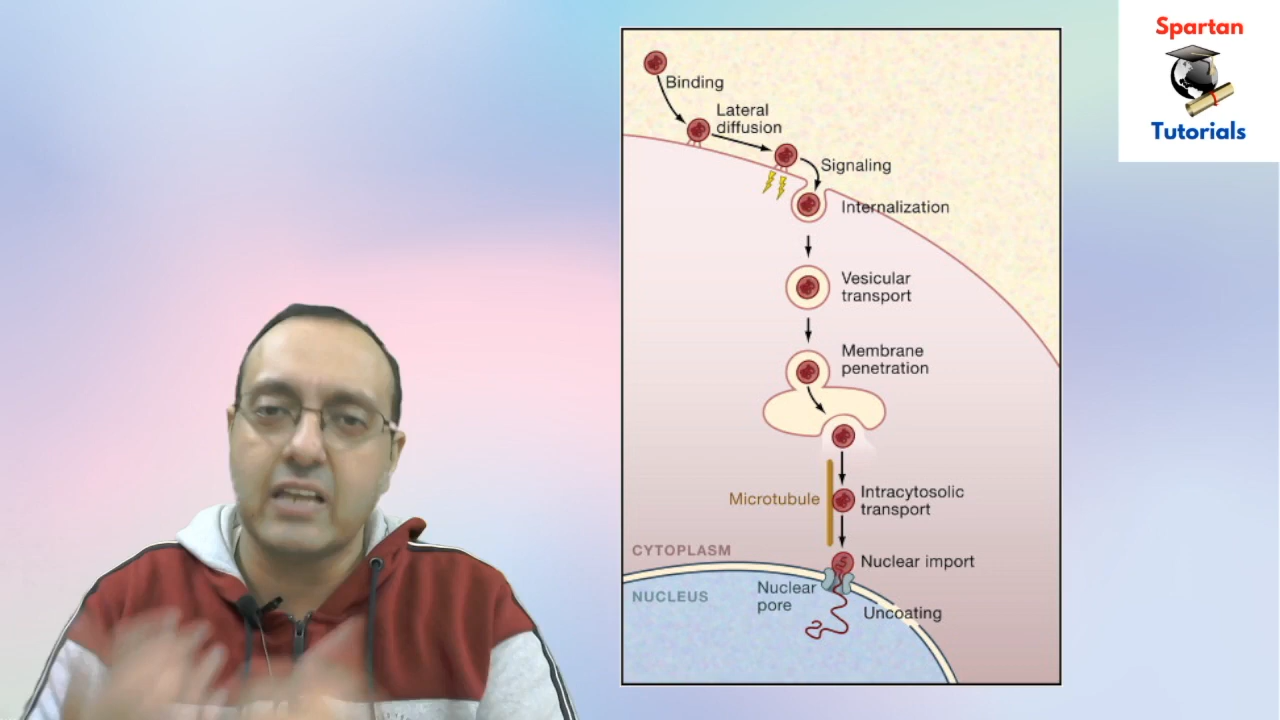 Spartan
Tutorials
Binding
Lateral
diffusion
Signaling
Internalization
Vesicular
transport
Membrane
penetration
Microtubule
Intracytosolic
transport
CYTOPLASM
Nuclear import
NUCLEUS
Nuclear
pore
Uncoating